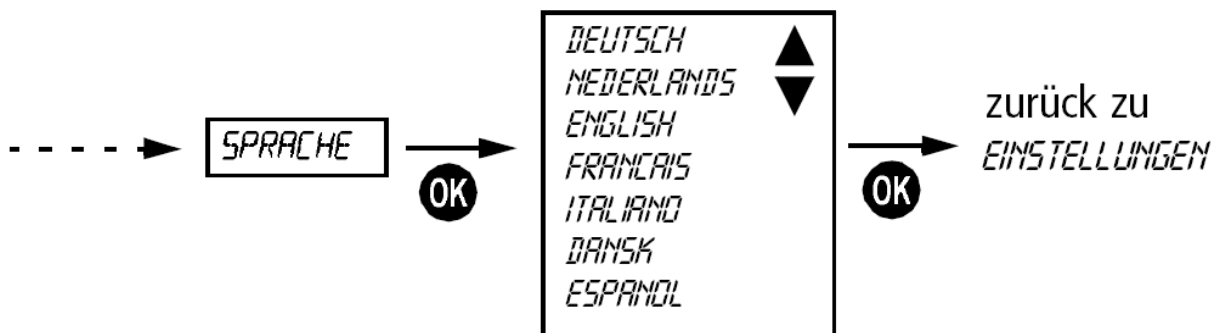 SPRACHE
OK
DEUTSCH
NEDERLANDS
ENGLISH
FRANCAIS
ITALIANO
DANSK
ESPANOL
OK
zurück zu
EINSTELLUNGEN